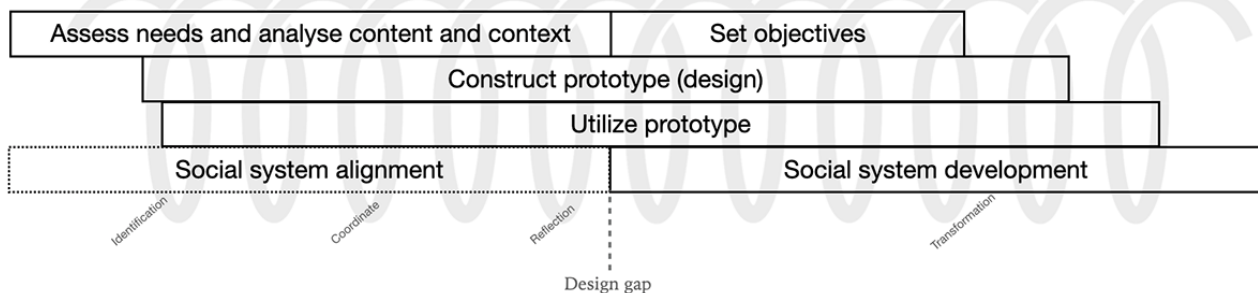 Assess needs and analyse content and context
Set objectives
Construct prototype (design)
Utilize prototype
Social system alignment
Social system development
Identification
Coordinate
Reflection
Transformation
Design gap